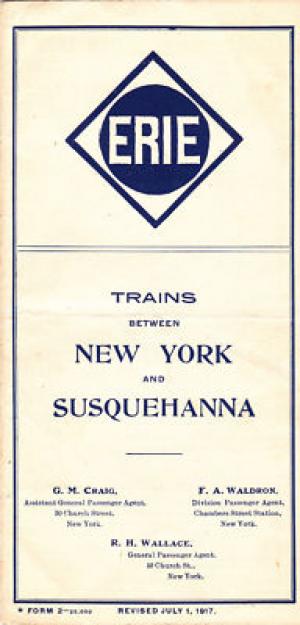 ERIE
TRAINS
BETWEEN
NEW YORK
AND
SUSQUEHANNA
G. M. CRAIG,
Assistant General Passenger Agent,
50 Church Street,
New York.
F. A. WALDRON,
Division Passenger Agent,
Chambers Street Station,
New York.
R. H. WALLACE,
General Passenger Agent,
50 Church St.,
New York.
* FORM 2—25,000 REVISED JULY 1, 1917.